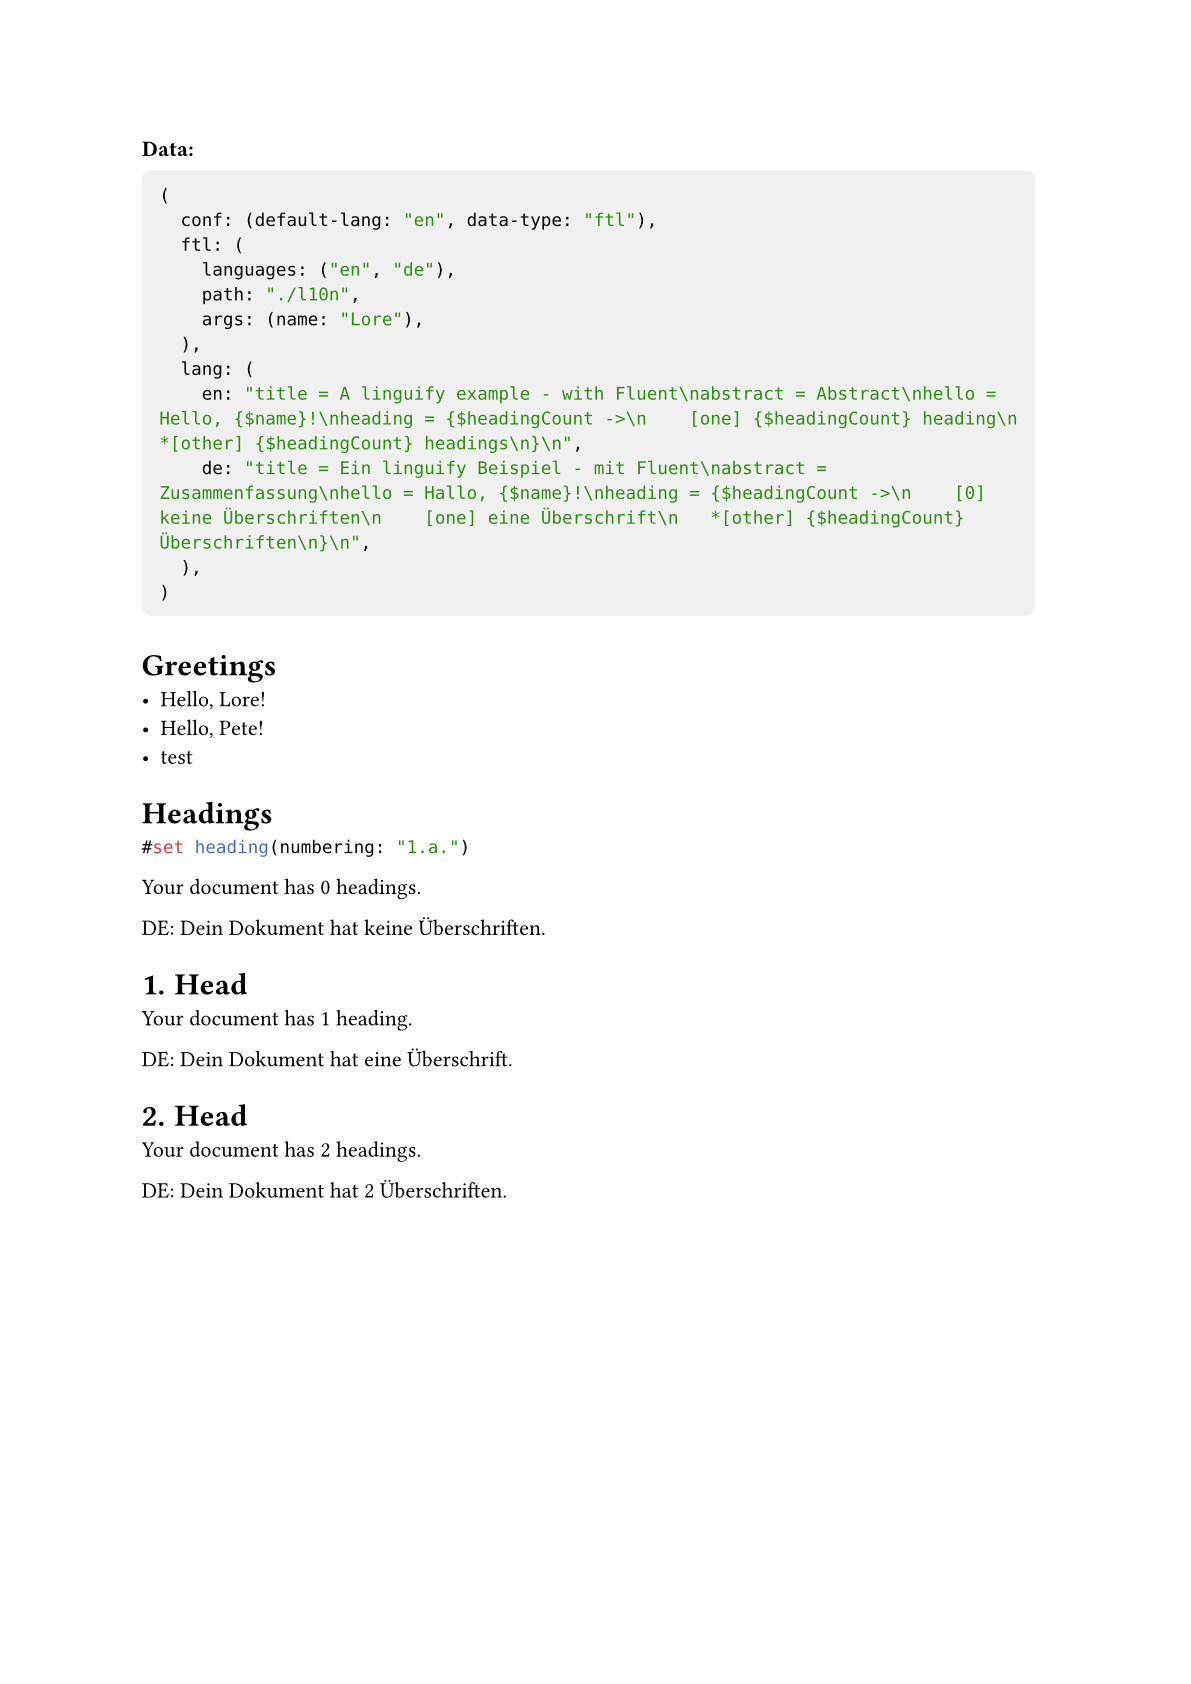 Data:
(
  conf: (default-lang: "en", data-type: "ftl"),
  ftl: (
    languages: ("en", "de"),
    path: "./l10n",
    args: (name: "Lore"),
  ),
  lang: (
    en: "title = A linguify example - with Fluent\nabstract = Abstract\nhello =
Hello, {$name}!\nheading = {$headingCount ->\n    [one] {$headingCount} heading\n
*[other] {$headingCount} headings\n}\n",
    de: "title = Ein linguify Beispiel - mit Fluent\nabstract =
Zusammenfassung\nhello = Hallo, {$name}!\nheading = {$headingCount ->\n    [0]
keine Überschriften\n    [one] eine Überschrift\n   *[other] {$headingCount}
Überschriften\n}\n",
  ),
)
Greetings
• Hello, Lore!
• Hello, Pete!
• test
Headings
#set heading(numbering: "1.a.")
Your document has 0 headings.
DE: Dein Dokument hat keine Überschriften.
1. Head
Your document has 1 heading.
DE: Dein Dokument hat eine Überschrift.
2. Head
Your document has 2 headings.
DE: Dein Dokument hat 2 Überschriften.